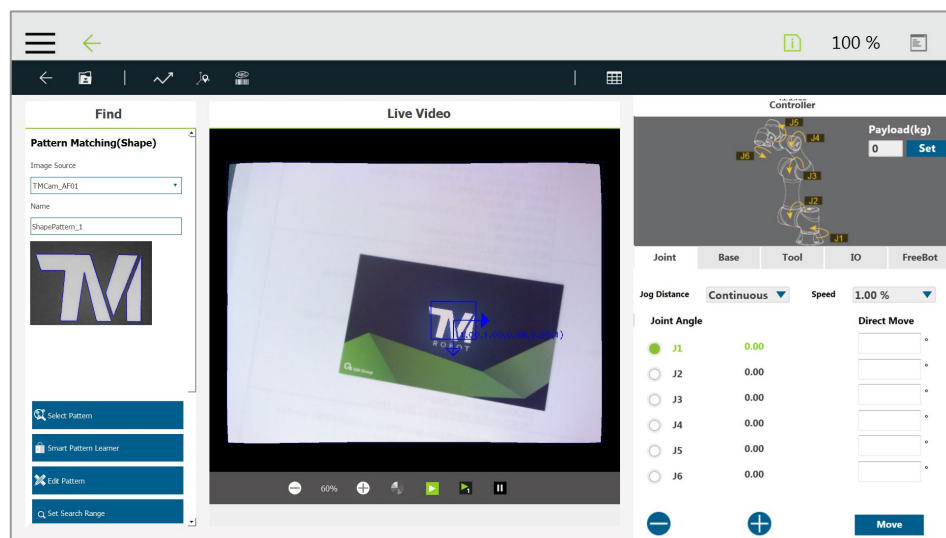 100 %
Find
Live Video
Controller
Pattern Matching(Shape)
Image Source
TMCam_AF01
Name
ShapePattern_1
TM
Select Pattern
Smart Pattern Learner
Edit Pattern
Set Search Range
TM
ROBOT
60%
J5
J4
J6
J3
J2
J1
Payload(kg)
0 Set
Joint Base Tool IO FreeBot
Jog Distance Continuous Speed 1.00 %
Joint Angle Direct Move
J1 0.00 °
J2 0.00 °
J3 0.00 °
J4 0.00 °
J5 0.00 °
J6 0.00 °
Move